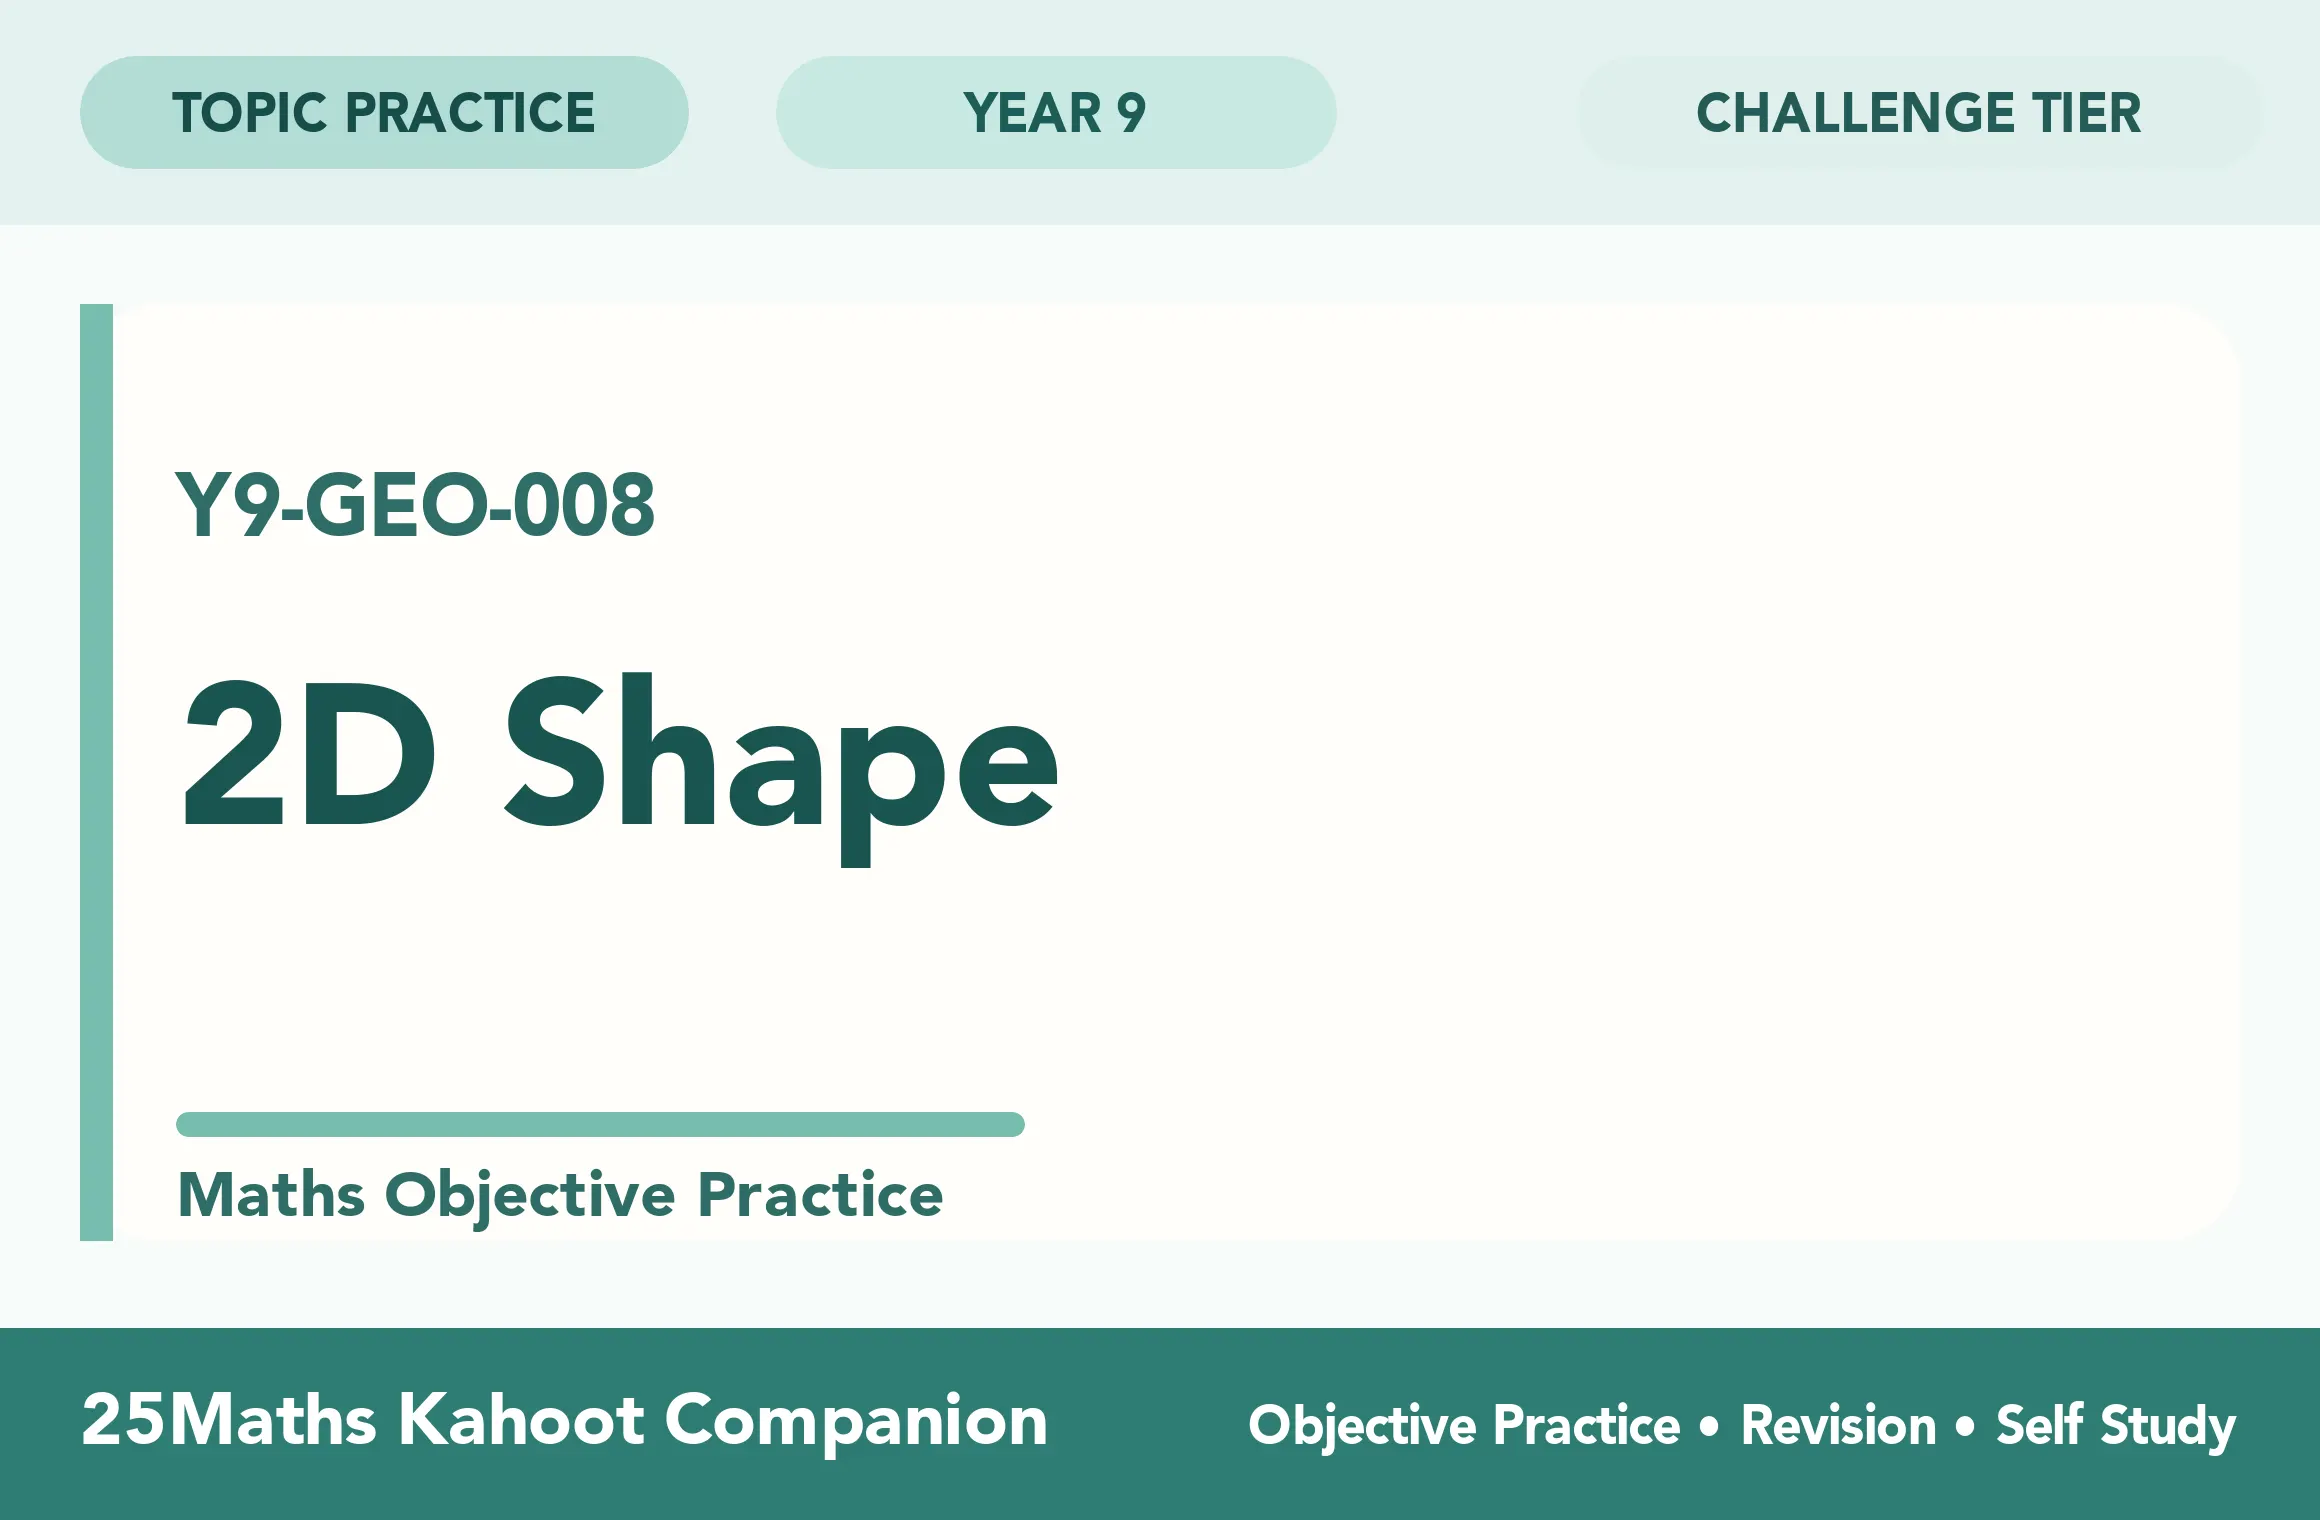 TOPIC PRACTICE
YEAR 9
CHALLENGE TIER
Y9-GEO-008
2D Shape
Maths Objective Practice
25Maths Kahoot Companion
Objective Practice • Revision • Self Study